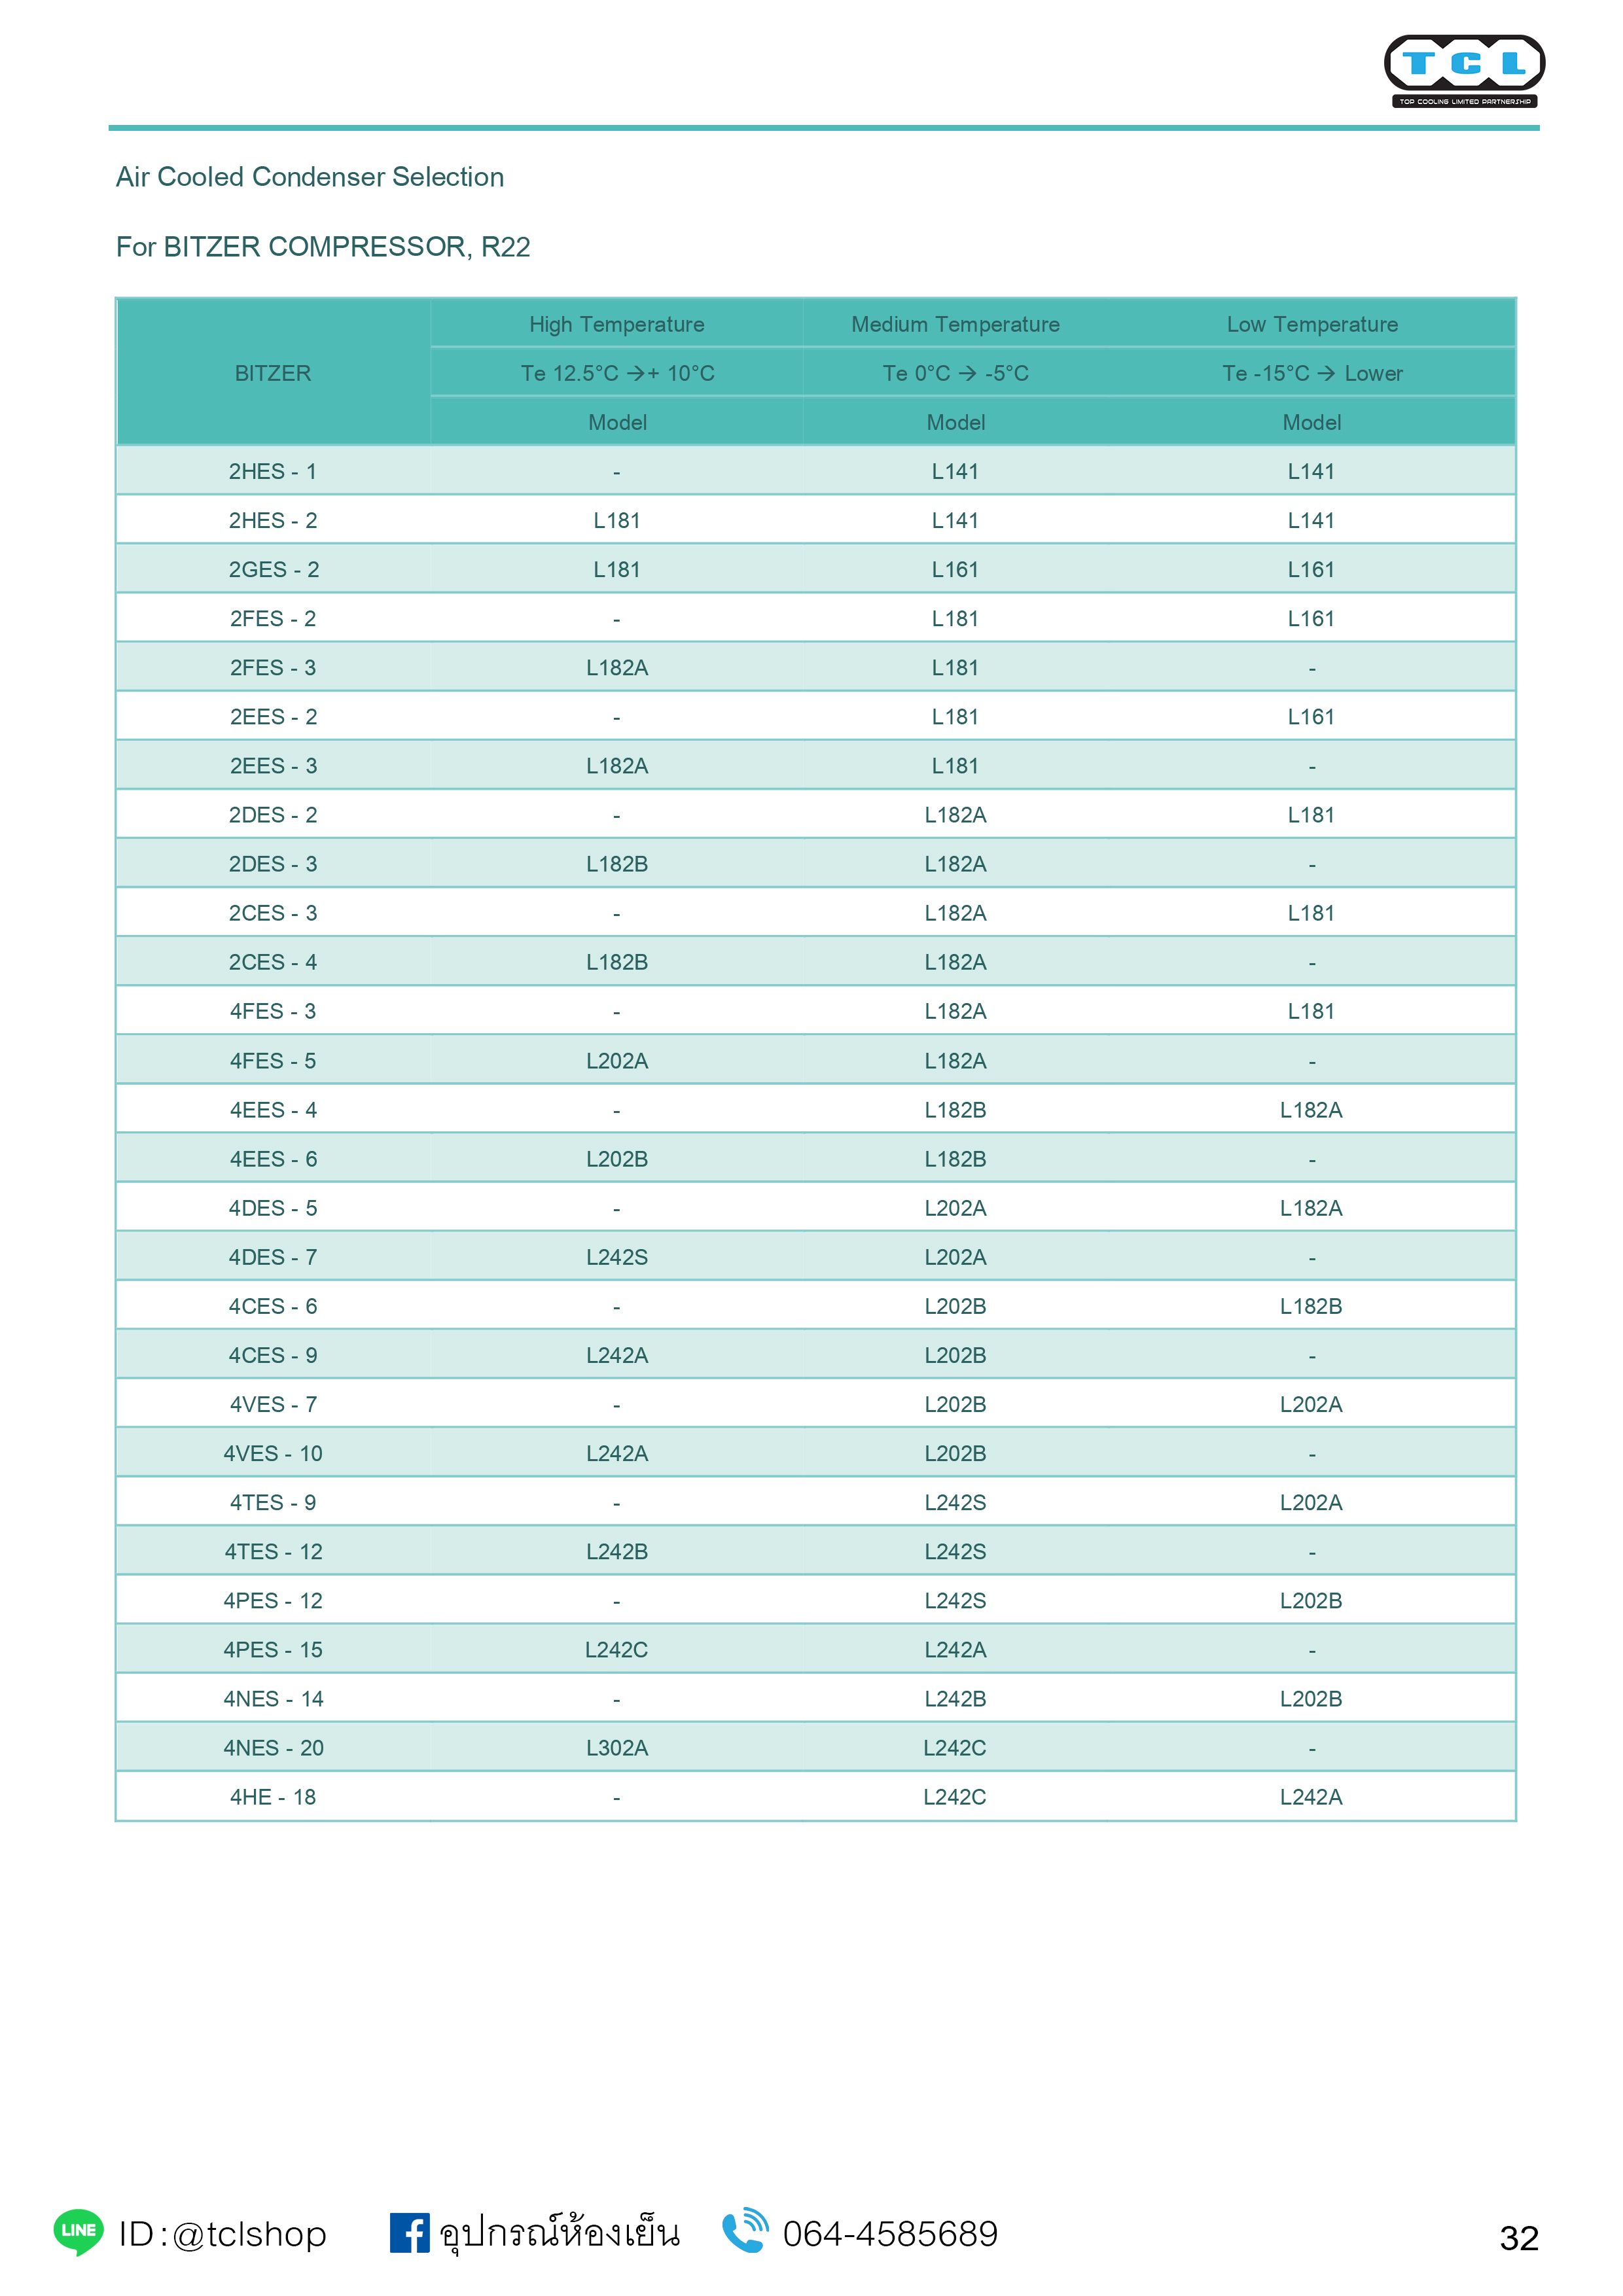 TCL
TOP COOLING LIMITED PARTNERSHIP
Air Cooled Condenser Selection
For BITZER COMPRESSOR, R22
BITZER High Temperature Medium Temperature Low Temperature
Te 12.5°C →+ 10°C Te 0°C → -5°C Te -15°C → Lower
Model Model Model
2HES - 1 - L141 L141
2HES - 2 L181 L141 L141
2GES - 2 L181 L161 L161
2FES - 2 - L181 L161
2FES - 3 L182A L181 -
2EES - 2 - L181 L161
2EES - 3 L182A L181 -
2DES - 2 - L182A L181
2DES - 3 L182B L182A -
2CES - 3 - L182A L181
2CES - 4 L182B L182A -
4FES - 3 - L182A L181
4FES - 5 L202A L182A -
4EES - 4 - L182B L182A
4EES - 6 L202B L182B -
4DES - 5 - L202A L182A
4DES - 7 L242S L202A -
4CES - 6 - L202B L182B
4CES - 9 L242A L202B -
4VES - 7 - L202B L202A
4VES - 10 L242A L202B -
4TES - 9 - L242S L202A
4TES - 12 L242B L242S -
4PES - 12 - L242S L202B
4PES - 15 L242C L242A -
4NES - 14 - L242B L202B
4NES - 20 L302A L242C -
4HE - 18 - L242C L242A
LINE ID : @tclshop อุปกรณ์ห้องเย็น 064-4585689 32